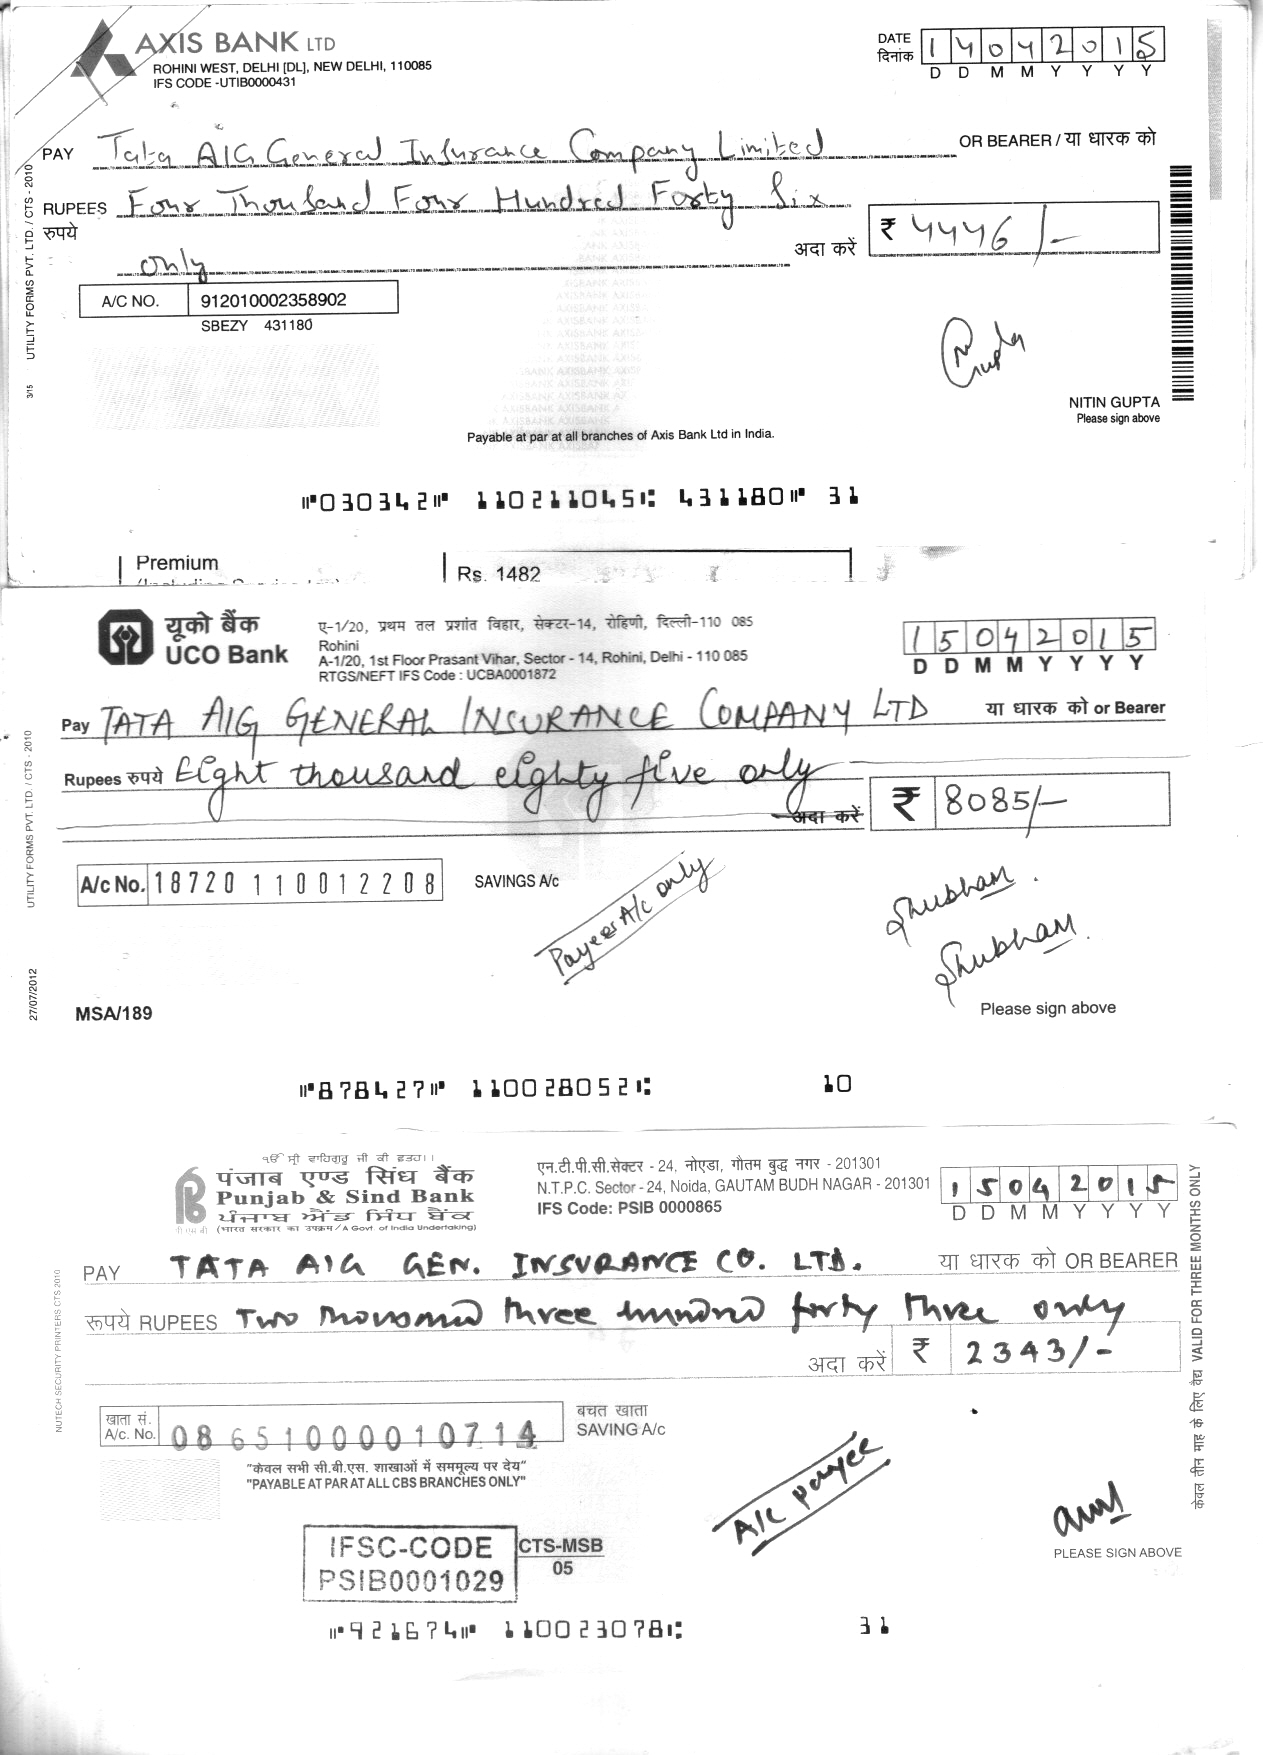 AXIS BANK LTD
ROHINI WEST, DELHI [DL], NEW DELHI, 110085
IFS CODE -UTIB0000431
DATE
दिनांक
1 4 0 4 2 0 1 5
D D M M Y Y Y Y
PAY Tata AIG General Insurance Company Limited OR BEARER / या धारक को
RUPEES Four Thousand Four Hundred Forty Six
रुपये
only
अदा करें ₹ 4446/-
A/C NO. 912010002358902
SBEZY 431180
3/15 UTILITY FORMS PVT. LTD. / CTS - 2010
NITIN GUPTA
Please sign above
Payable at par at all branches of Axis Bank Ltd in India.
⑈030342⑈ 110211045⑆ 431180⑈ 31
Premium
Rs. 1482
यूको बैंक
UCO Bank
ए-1/20, प्रथम तल प्रशांत विहार, सेक्टर-14, रोहिणी, दिल्ली-110 085
Rohini
A-1/20, 1st Floor Prasant Vihar, Sector - 14, Rohini, Delhi - 110 085
RTGS/NEFT IFS Code : UCBA0001872
1 5 0 4 2 0 1 5
D D M M Y Y Y Y
Pay TATA AIG GENERAL INSURANCE COMPANY LTD या धारक को or Bearer
Rupees रुपये Eight thousand eighty five only
अदा करें ₹ 8085/-
A/c No. 18720 110012208
SAVINGS A/c
Payees A/c only
Shubham
Shubham
Please sign above
MSA/189
27/07/2012 UTILITY FORMS PVT. LTD. / CTS - 2010
⑈878427⑈ 110028052⑆ 10
ੴ ਸ੍ਰੀ ਵਾਹਿਗੁਰੂ ਜੀ ਕੀ ਫਤਹ।।
पंजाब एण्ड सिंध बैंक
Punjab & Sind Bank
ਪੰਜਾਬ ਐਂਡ ਸਿੰਧ ਬੈਂਕ
(भारत सरकार का उपक्रम / A Govt of India Undertaking)
एन.टी.पी.सी.सेक्टर - 24, नोएडा, गौतम बुद्ध नगर - 201301
N.T.P.C. Sector - 24, Noida, GAUTAM BUDH NAGAR - 201301
IFS Code: PSIB 0000865
1 5 0 4 2 0 1 5
D D M M Y Y Y Y
PAY TATA AIG GEN. INSURANCE CO. LTD. या धारक को OR BEARER
रूपये RUPEES Two thousand three hundred forty three only
अदा करें ₹ 2343/-
खाता सं.
A/c. No. 08651000010714
बचत खाता
SAVING A/c
"केवल सभी सी.बी.एस. शाखाओं में सममूल्य पर देय"
"PAYABLE AT PAR AT ALL CBS BRANCHES ONLY"
A/c payee
IFSC-CODE
PSIB0001029
CTS-MSB
05
PLEASE SIGN ABOVE
NUTECH SECURITY PRINTERS CTS 2010
केवल तीन माह के लिए वैध VALID FOR THREE MONTHS ONLY
⑈921674⑈ 110023078⑆ 31